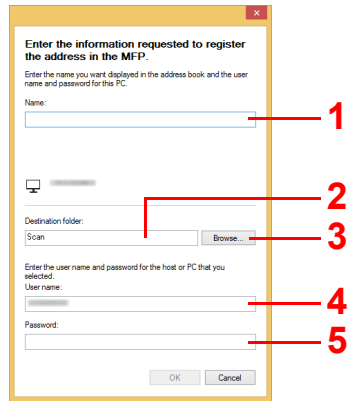 Enter the information requested to register
the address in the MFP.
Enter the name you want displayed in the address book and the user
name and password for this PC.
Name:
1
2
Destination folder:
Scan
Browse...
3
Enter the user name and password for the host or PC that you
selected.
User name:
4
Password:
5
OK
Cancel